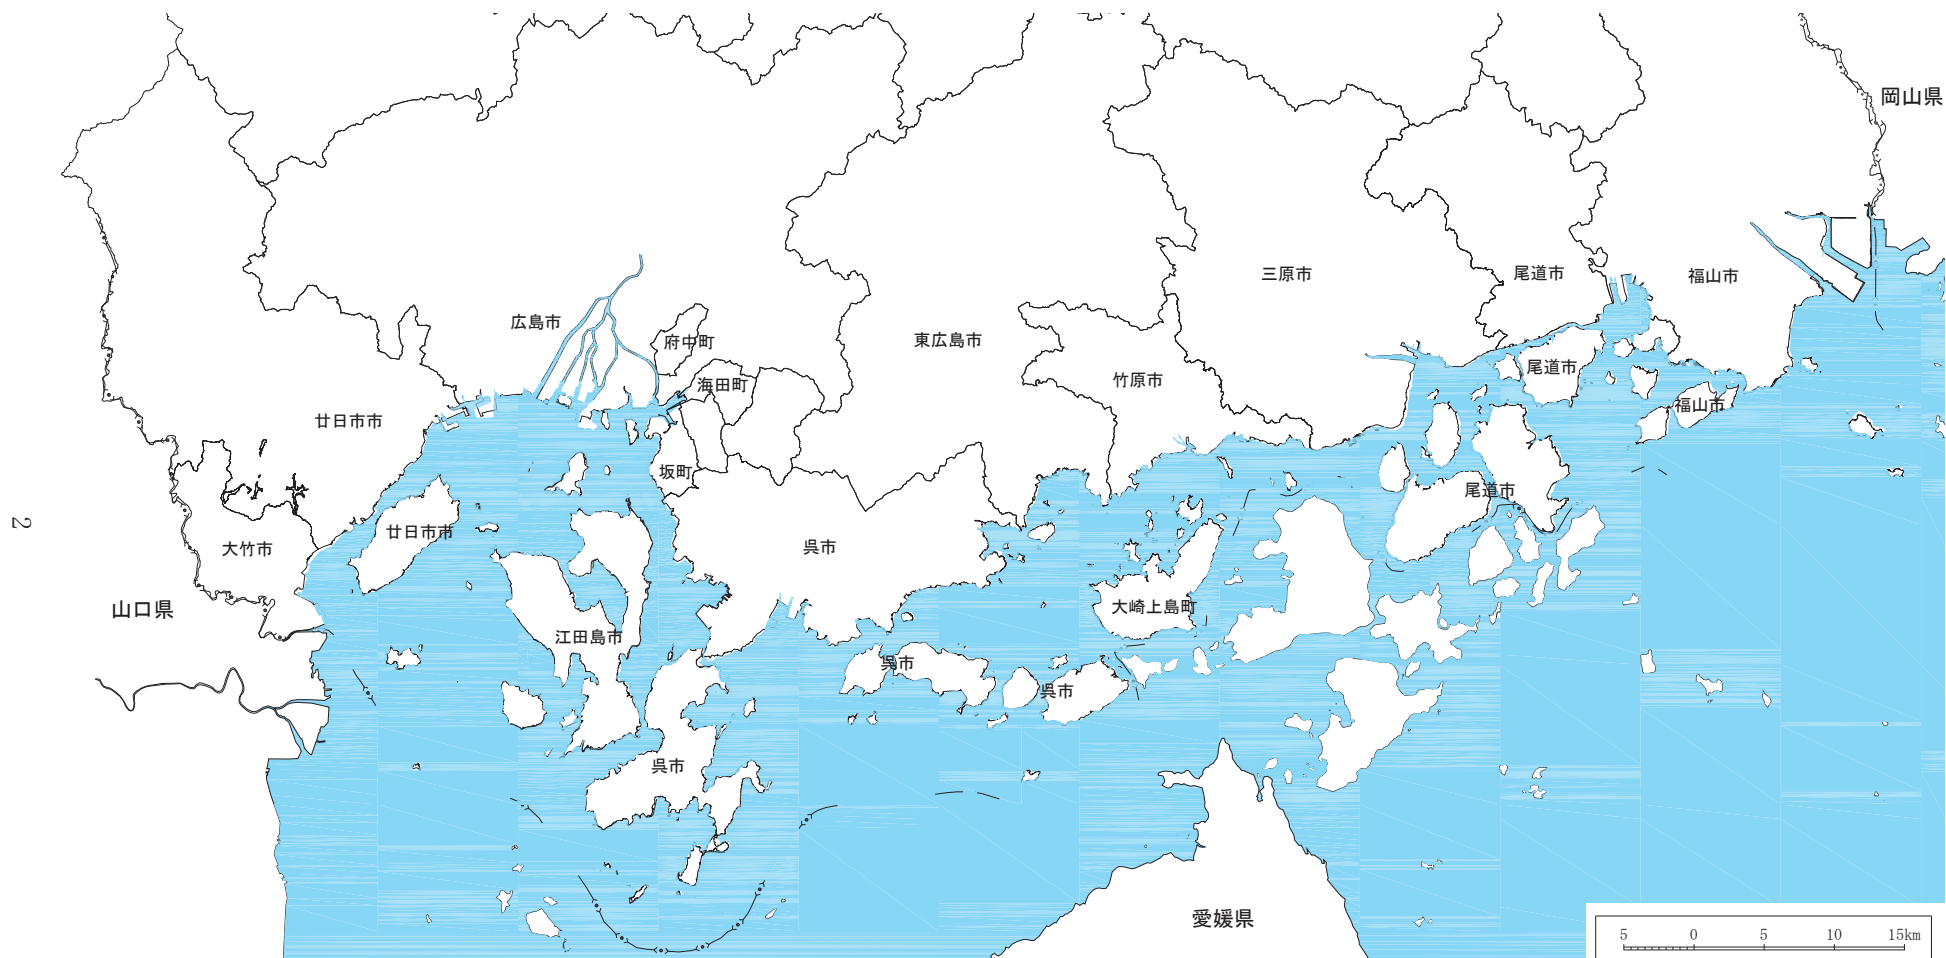 岡山県
三原市
尾道市
福山市
広島市
府中町
東広島市
尾道市
竹原市
海田町
福山市
廿日市市
坂町
尾道市
2
廿日市市
大竹市
呉市
山口県
大崎上島町
江田島市
呉市
呉市
呉市
愛媛県
5 0 5 10 15km